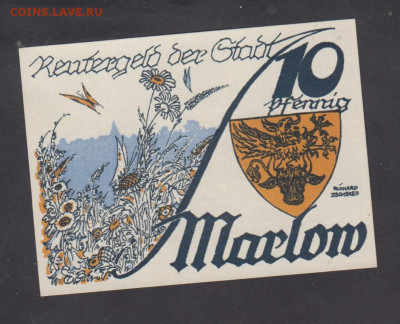 COINS.LAVE.RU
Reutergeld der Stadt
10
Pfennig
Marlow